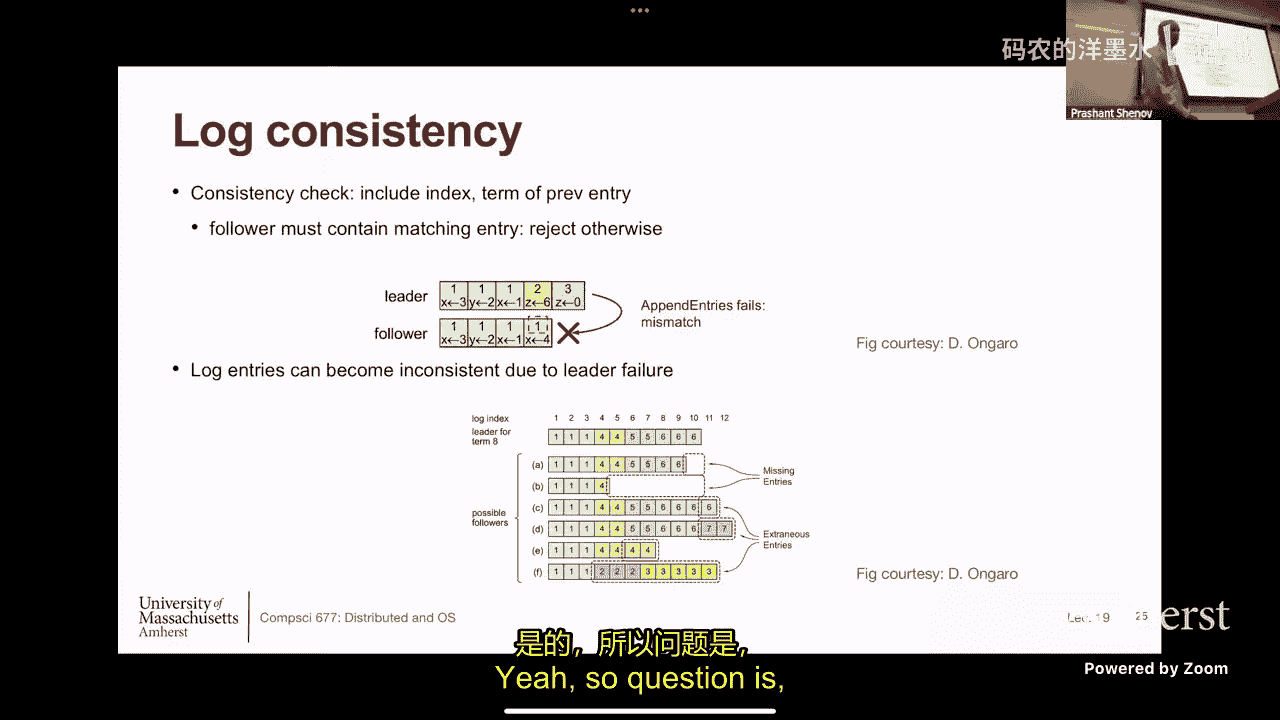 码农的洋墨水
Prashant Shenoy
Log consistency
• Consistency check: include index, term of prev entry
• follower must contain matching entry: reject otherwise
leader
1 1 1 2 3
x←3 y←2 x←1 z←6 z←0
follower
1 1 1 1
x←3 y←2 x←1 x←4
AppendEntries fails:
mismatch
Fig courtesy: D. Ongaro
• Log entries can become inconsistent due to leader failure
log index 1 2 3 4 5 6 7 8 9 10 11 12
leader for
term 8
1 1 1 4 4 5 5 6 6 6
possible
followers
(a) 1 1 1 4 4 5 5 6 6
(b) 1 1 1 4
(c) 1 1 1 4 4 5 5 6 6 6 6
(d) 1 1 1 4 4 5 5 6 6 6 7 7
(e) 1 1 1 4 4 4 4
(f) 1 1 1 2 2 2 3 3 3 3 3
Missing
Entries
Extraneous
Entries
Fig courtesy: D. Ongaro
University of
Massachusetts
Amherst
Compsci 677: Distributed and OS
Lec. 19
25
erst
是的，所以问题是，
Yeah, so question is,
Powered by Zoom